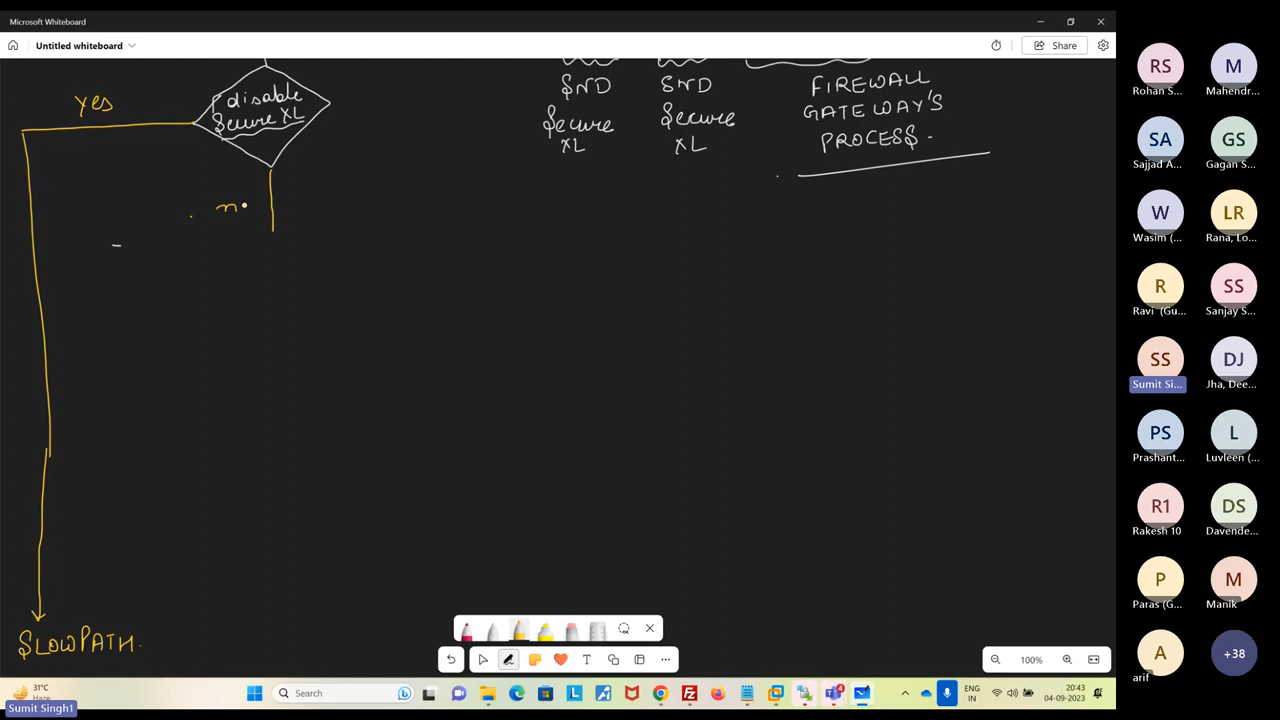 Microsoft Whiteboard
Untitled whiteboard
Share
yes
disable
Secure XL
no
SLOWPATH.
SND
Secure
XL
SND
Secure
XL
FIREWALL
GATEWAY'S
PROCESS.
100%
RS
Rohan S...
M
Mahendr...
SA
Sajjad A...
GS
Gagan S...
W
Wasim (...
LR
Rana, Lo...
R
Ravi (Gu...
SS
Sanjay S...
SS
Sumit Si...
DJ
Jha, Dee...
PS
Prashant...
L
Luvleen (...
R1
Rakesh 10
DS
Davende...
P
Paras (G...
M
Manik
A
arif
+38
31°C
Haze
Search
4
ENG
IN
20:43
04-09-2023
Sumit Singh1